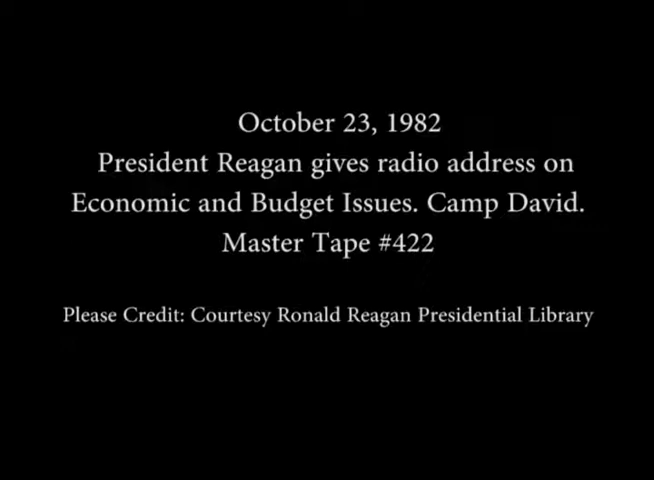 October 23, 1982
President Reagan gives radio address on
Economic and Budget Issues. Camp David.
Master Tape #422
Please Credit: Courtesy Ronald Reagan Presidential Library